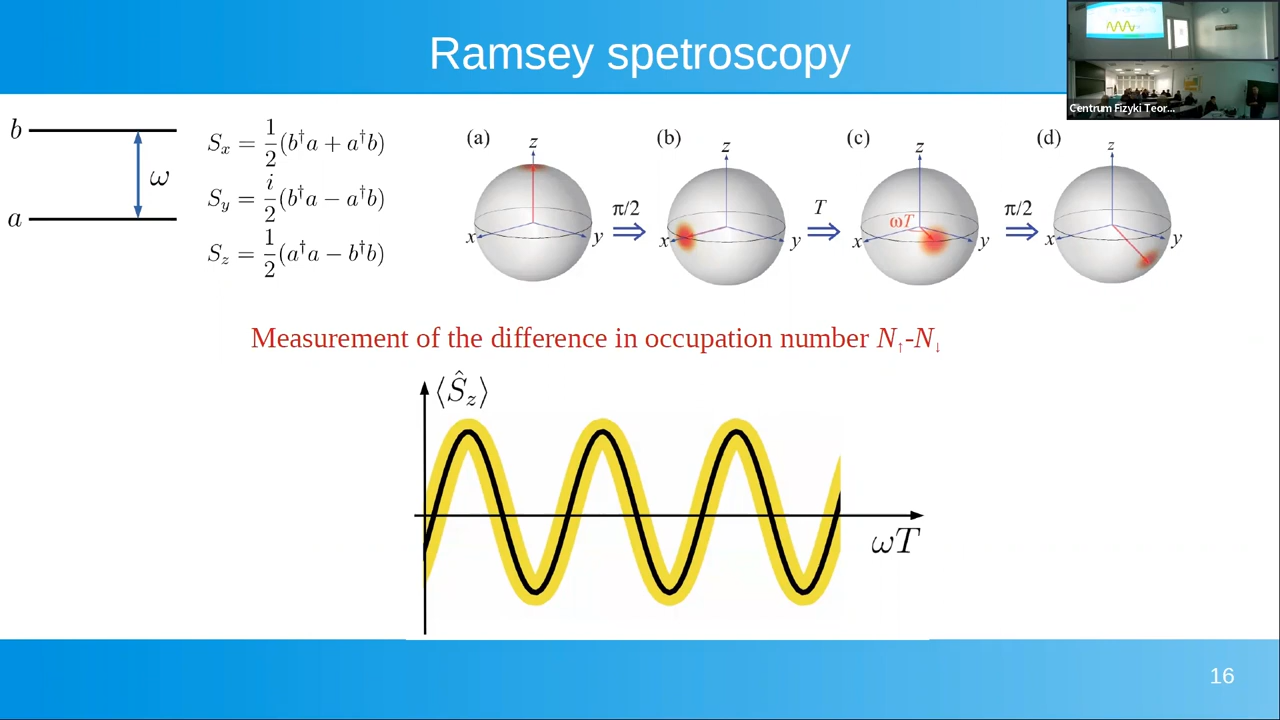 Ramsey spetroscopy
Centrum Fizyki Teor...
b
ω
a
S_x = 1/2 (b†a + a†b)
S_y = i/2 (b†a − a†b)
S_z = 1/2 (a†a − b†b)
(a) (b) (c) (d)
z z z z
π/2 T π/2
ωT
x y x y x y x y
⇒ ⇒ ⇒
Measurement of the difference in occupation number N↑-N↓
⟨Ŝ_z⟩
ωT
16